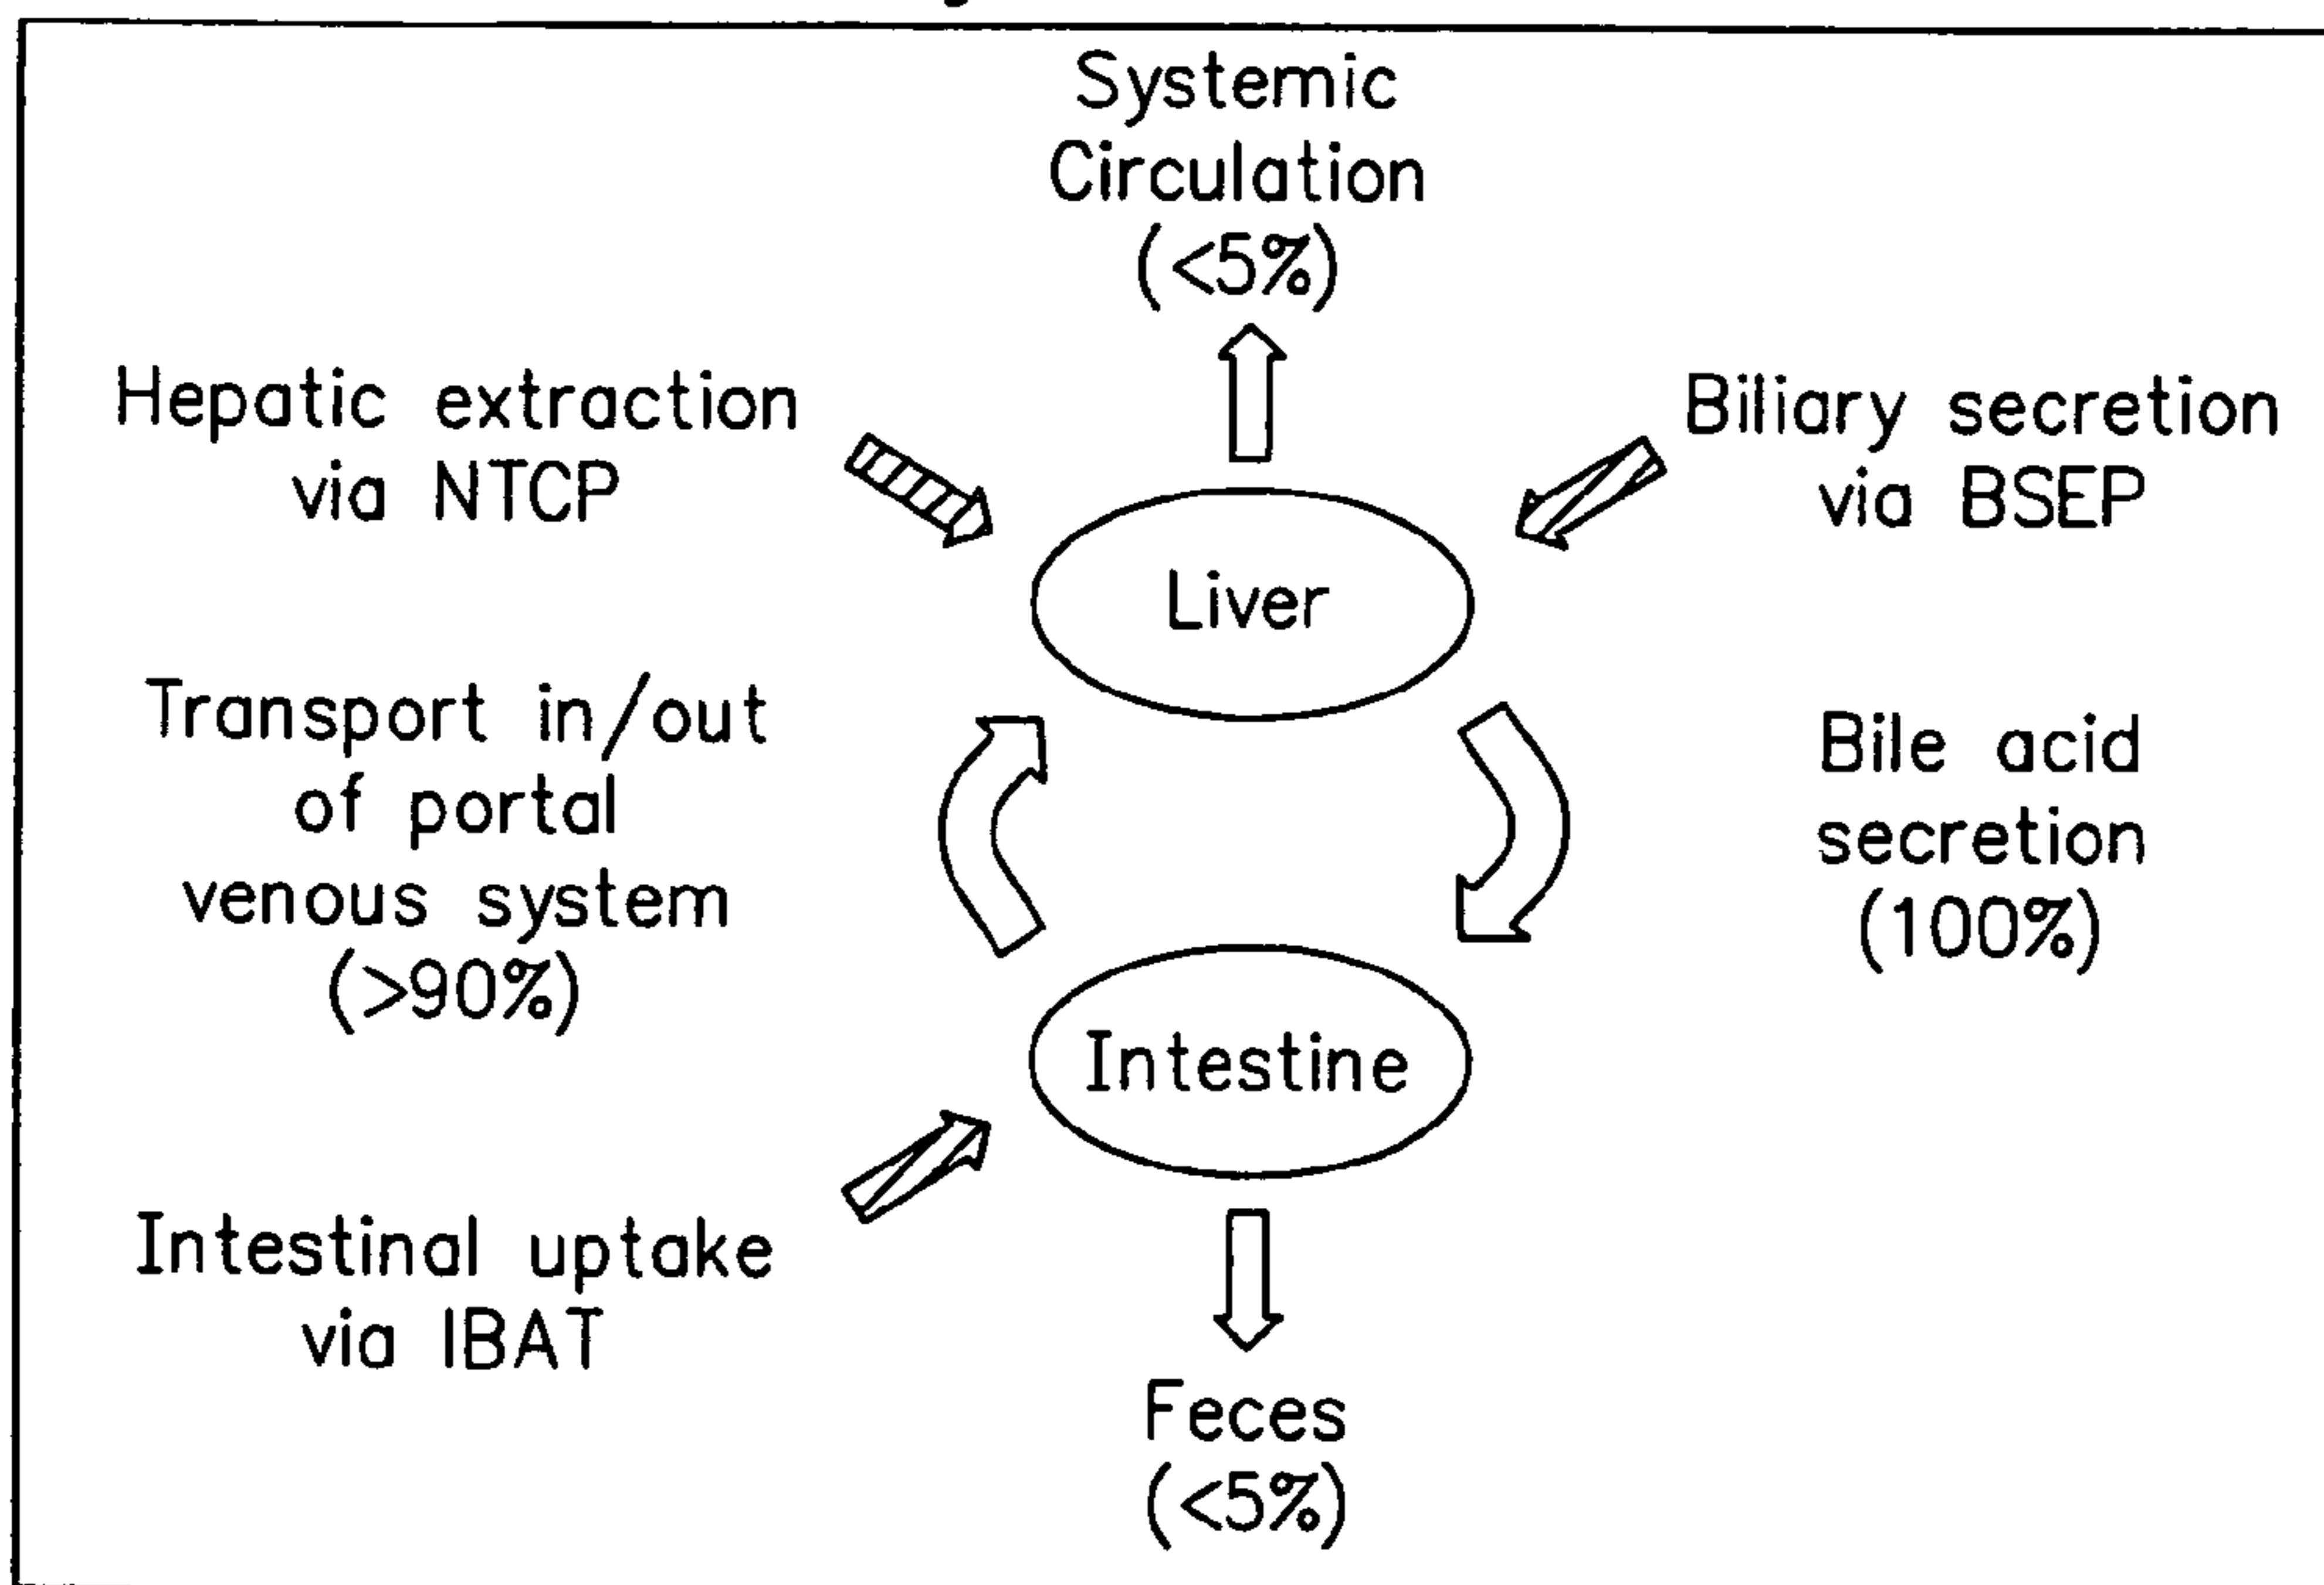 Systemic
Circulation
(<5%)
Hepatic extraction
via NTCP
Biliary secretion
via BSEP
Liver
Transport in/out
of portal
venous system
(>90%)
Bile acid
secretion
(100%)
Intestine
Intestinal uptake
via IBAT
Feces
(<5%)